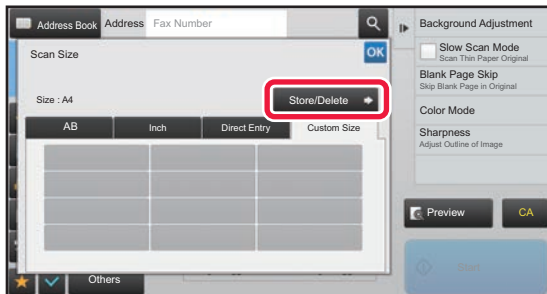 Address Book
Address
Fax Number
Background Adjustment
Scan Size
OK
Slow Scan Mode
Scan Thin Paper Original
Blank Page Skip
Skip Blank Page in Original
Size : A4
Store/Delete
Color Mode
AB
Inch
Direct Entry
Custom Size
Sharpness
Adjust Outline of Image
Preview
CA
Start
Others